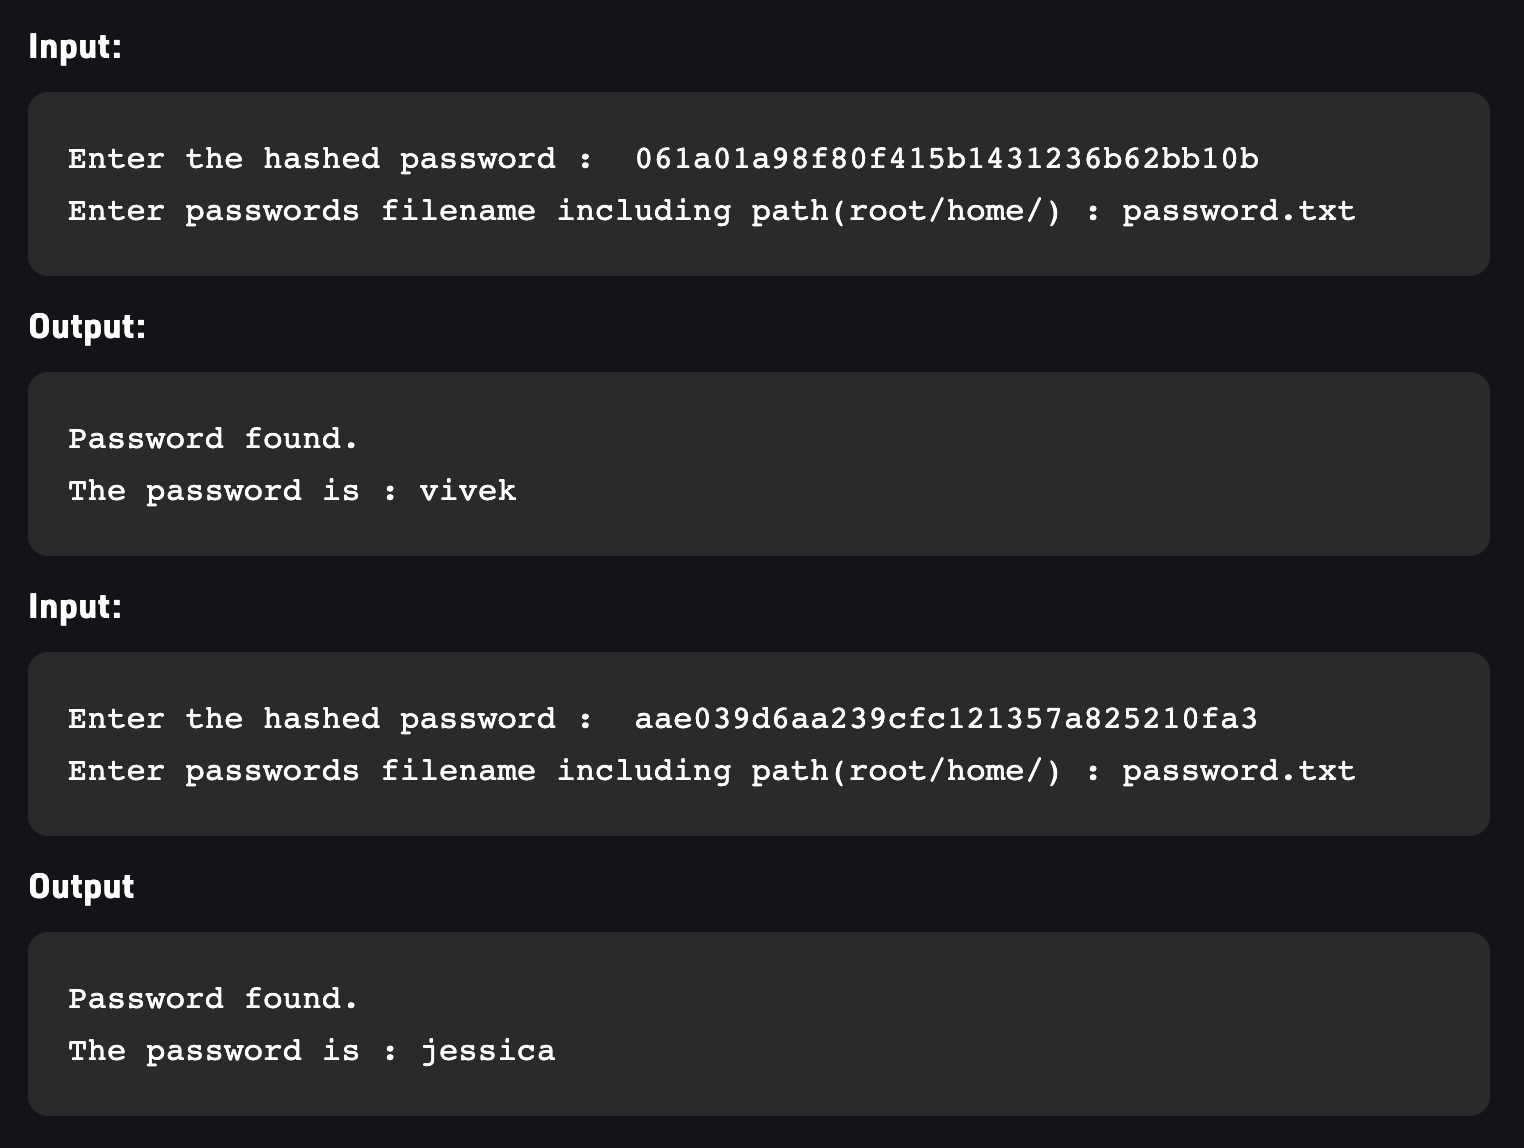 Input:
Enter the hashed password :  061a01a98f80f415b1431236b62bb10b
Enter passwords filename including path(root/home/) : password.txt
Output:
Password found.
The password is : vivek
Input:
Enter the hashed password :  aae039d6aa239cfc121357a825210fa3
Enter passwords filename including path(root/home/) : password.txt
Output
Password found.
The password is : jessica